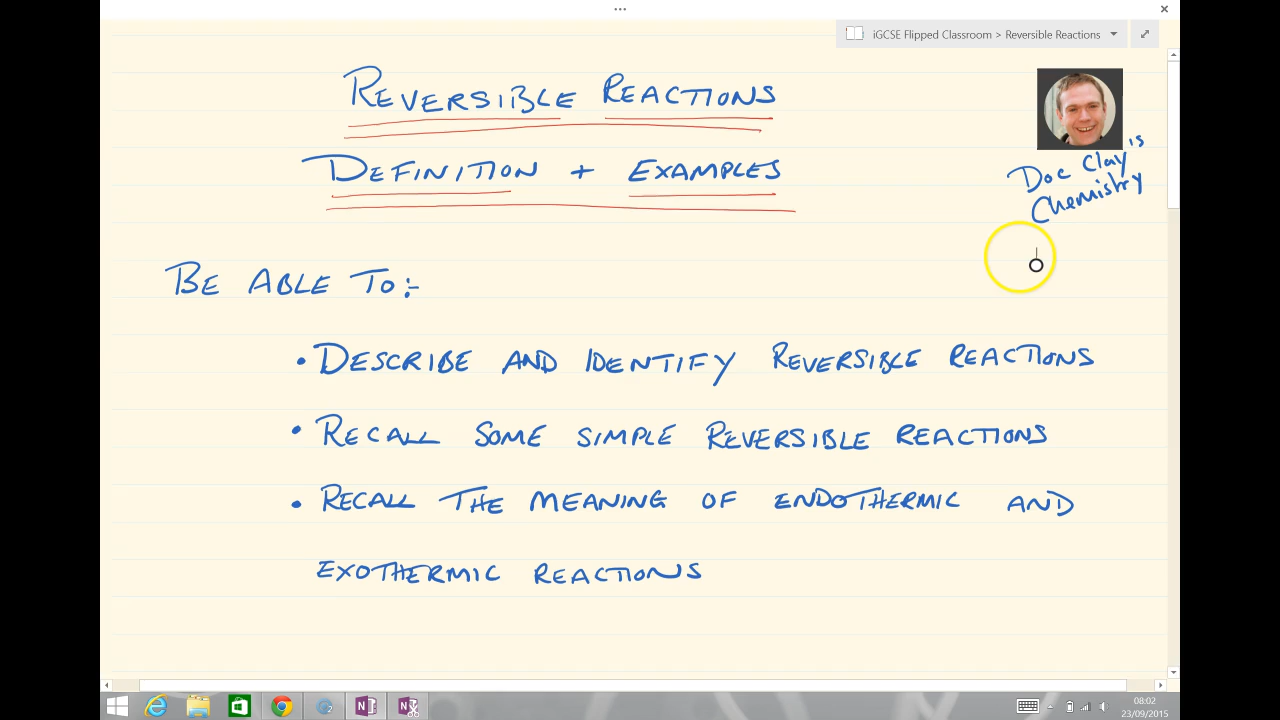 iGCSE Flipped Classroom > Reversible Reactions
REVERSIBLE REACTIONS
DEFINITION + EXAMPLES
Doc Clay's
Chemistry
BE ABLE TO:-
• DESCRIBE AND IDENTIFY REVERSIBLE REACTIONS
• RECALL SOME SIMPLE REVERSIBLE REACTIONS
• RECALL THE MEANING OF ENDOTHERMIC AND
EXOTHERMIC REACTIONS
08:02
23/09/2015